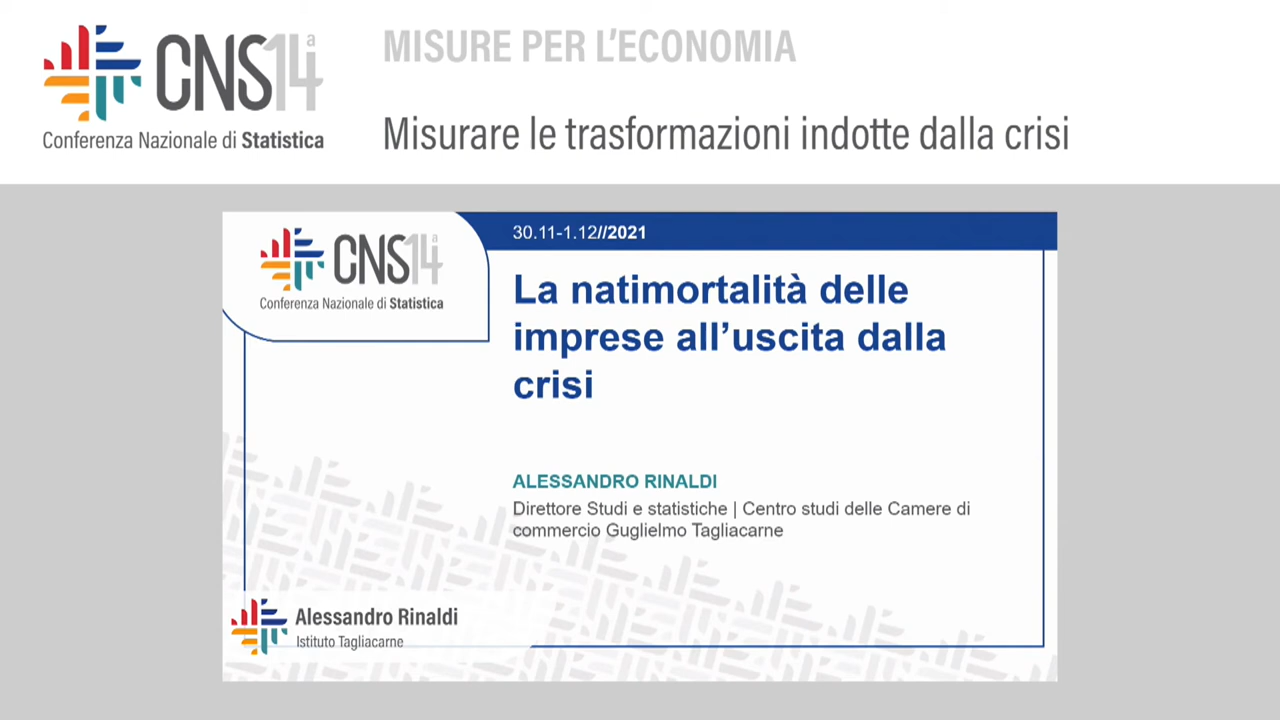 CNS14a
Conferenza Nazionale di Statistica
MISURE PER L'ECONOMIA
Misurare le trasformazioni indotte dalla crisi
CNS14a
Conferenza Nazionale di Statistica
30.11-1.12//2021
La natimortalità delle
imprese all’uscita dalla
crisi
ALESSANDRO RINALDI
Direttore Studi e statistiche | Centro studi delle Camere di
commercio Guglielmo Tagliacarne
Alessandro Rinaldi
Istituto Tagliacarne